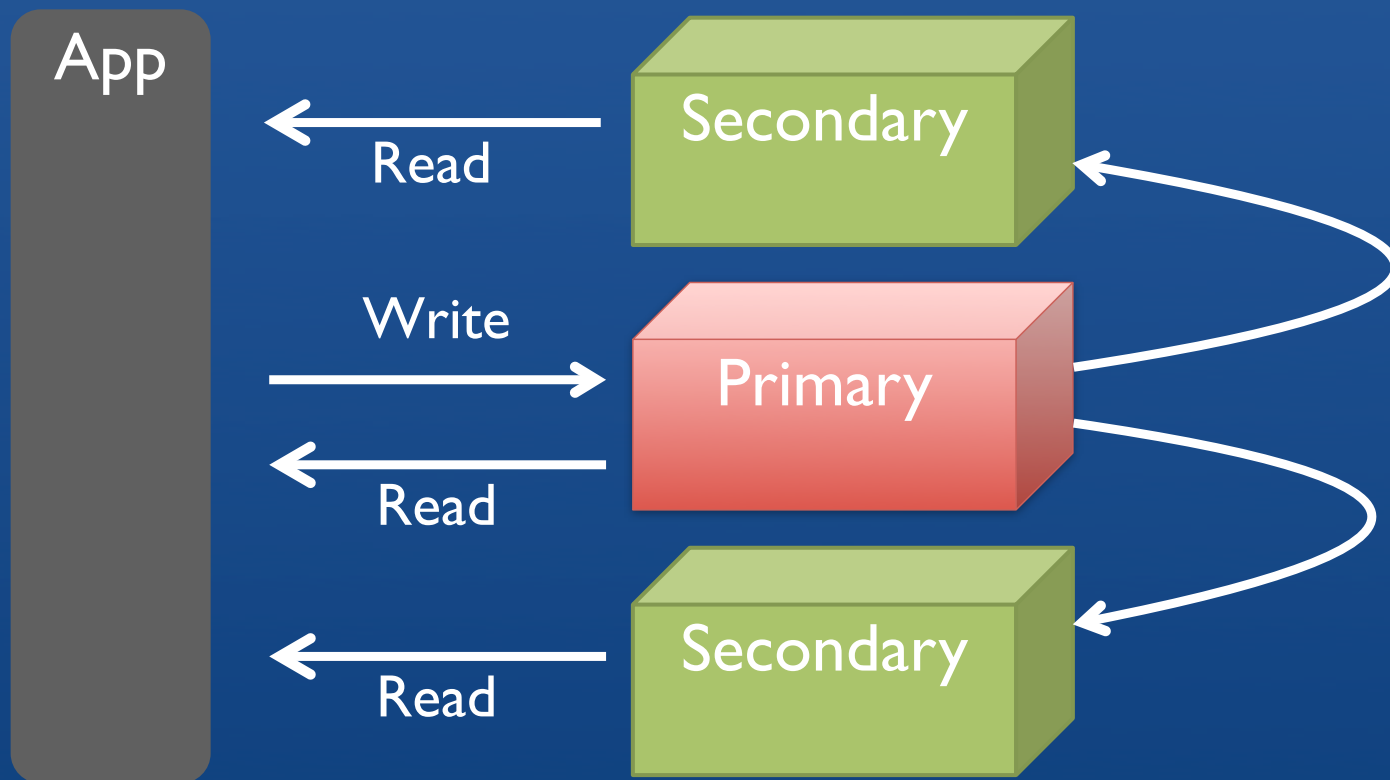 App
Secondary
Read
Write
Primary
Read
Secondary
Read